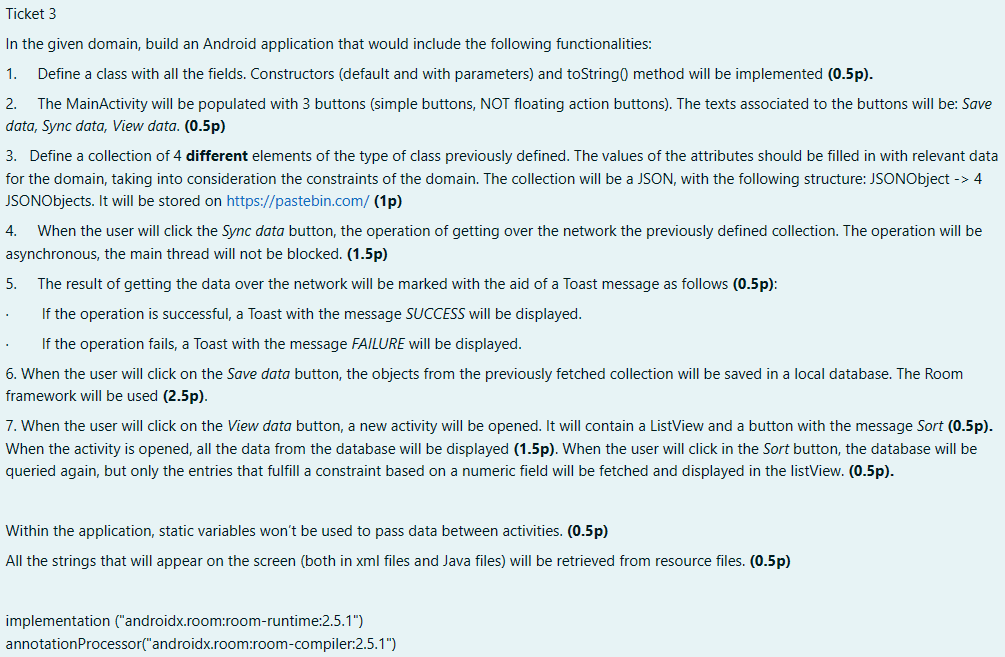 Ticket 3
In the given domain, build an Android application that would include the following functionalities:
1. Define a class with all the fields. Constructors (default and with parameters) and toString() method will be implemented (0.5p).
2. The MainActivity will be populated with 3 buttons (simple buttons, NOT floating action buttons). The texts associated to the buttons will be: Save
data, Sync data, View data. (0.5p)
3. Define a collection of 4 different elements of the type of class previously defined. The values of the attributes should be filled in with relevant data
for the domain, taking into consideration the constraints of the domain. The collection will be a JSON, with the following structure: JSONObject -> 4
JSONObjects. It will be stored on https://pastebin.com/ (1p)
4. When the user will click the Sync data button, the operation of getting over the network the previously defined collection. The operation will be
asynchronous, the main thread will not be blocked. (1.5p)
5. The result of getting the data over the network will be marked with the aid of a Toast message as follows (0.5p):
· If the operation is successful, a Toast with the message SUCCESS will be displayed.
· If the operation fails, a Toast with the message FAILURE will be displayed.
6. When the user will click on the Save data button, the objects from the previously fetched collection will be saved in a local database. The Room
framework will be used (2.5p).
7. When the user will click on the View data button, a new activity will be opened. It will contain a ListView and a button with the message Sort (0.5p).
When the activity is opened, all the data from the database will be displayed (1.5p). When the user will click in the Sort button, the database will be
queried again, but only the entries that fulfill a constraint based on a numeric field will be fetched and displayed in the listView. (0.5p).
Within the application, static variables won't be used to pass data between activities. (0.5p)
All the strings that will appear on the screen (both in xml files and Java files) will be retrieved from resource files. (0.5p)
implementation ("androidx.room:room-runtime:2.5.1")
annotationProcessor("androidx.room:room-compiler:2.5.1")